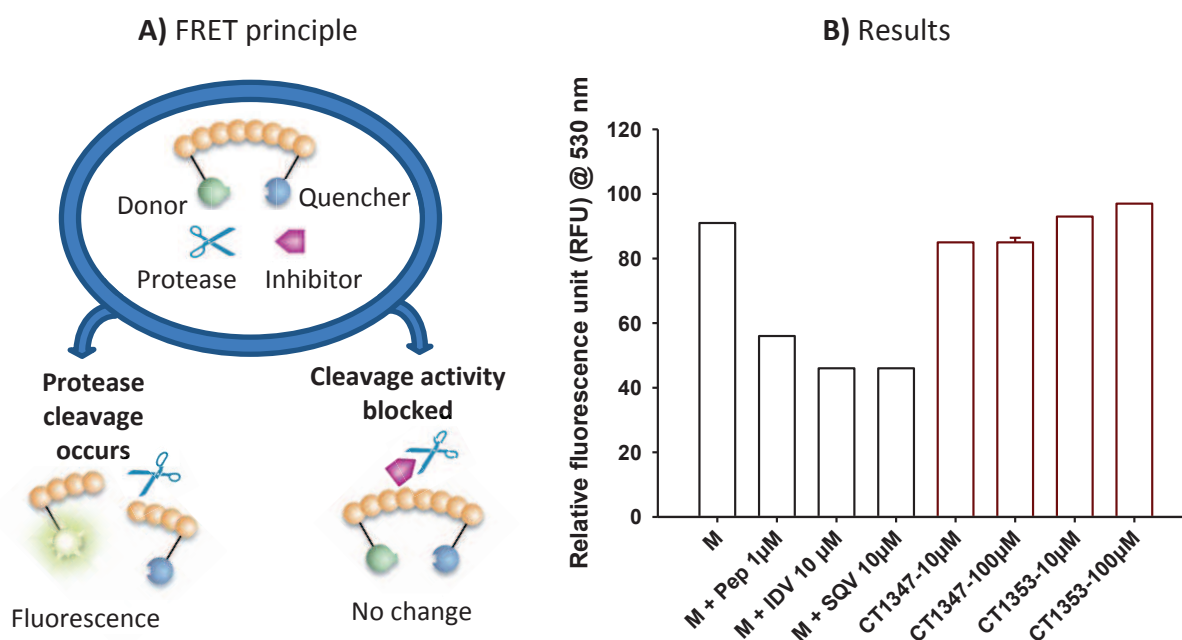 A) FRET principle
Donor
Quencher
Protease
Inhibitor
Protease
cleavage
occurs
Cleavage activity
blocked
Fluorescence
No change
B) Results
Relative fluorescence unit (RFU) @ 530 nm
120
100
80
60
40
20
0
M
M + Pep 1μM
M + IDV 10 μM
M + SQV 10μM
CT1347-10μM
CT1347-100μM
CT1353-10μM
CT1353-100μM